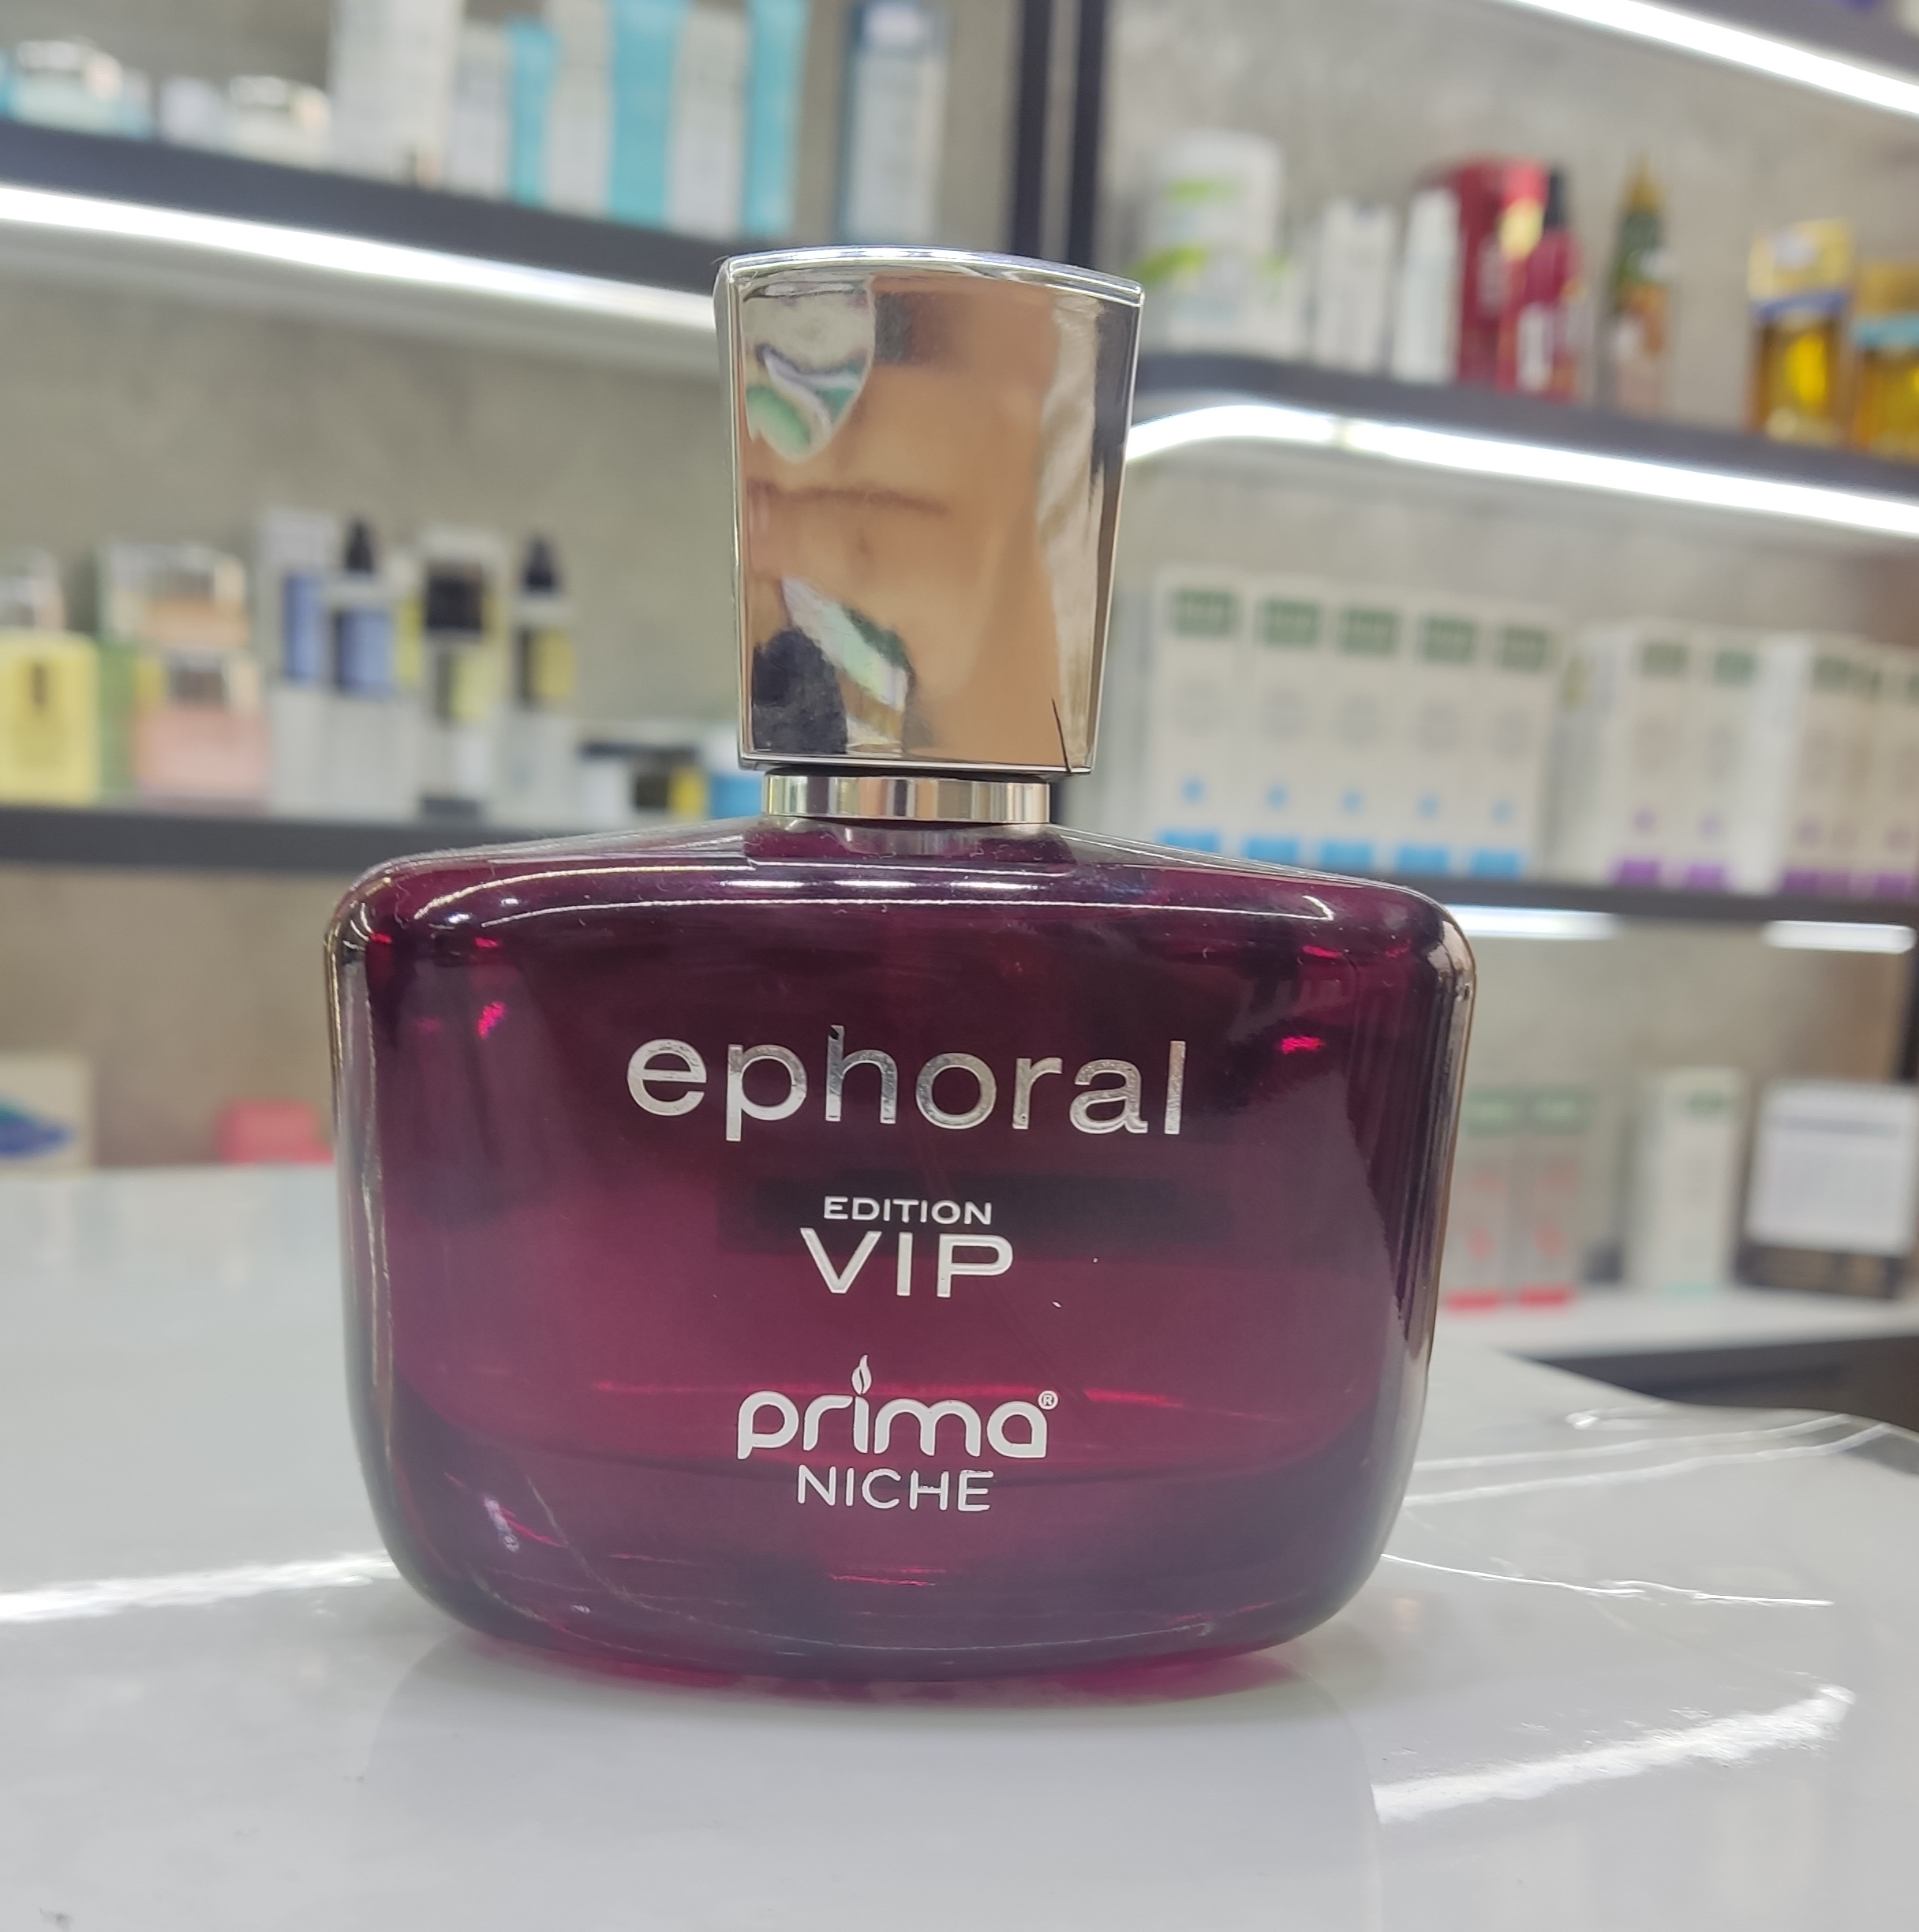 ephoral
EDITION
VIP
prima®
NICHE